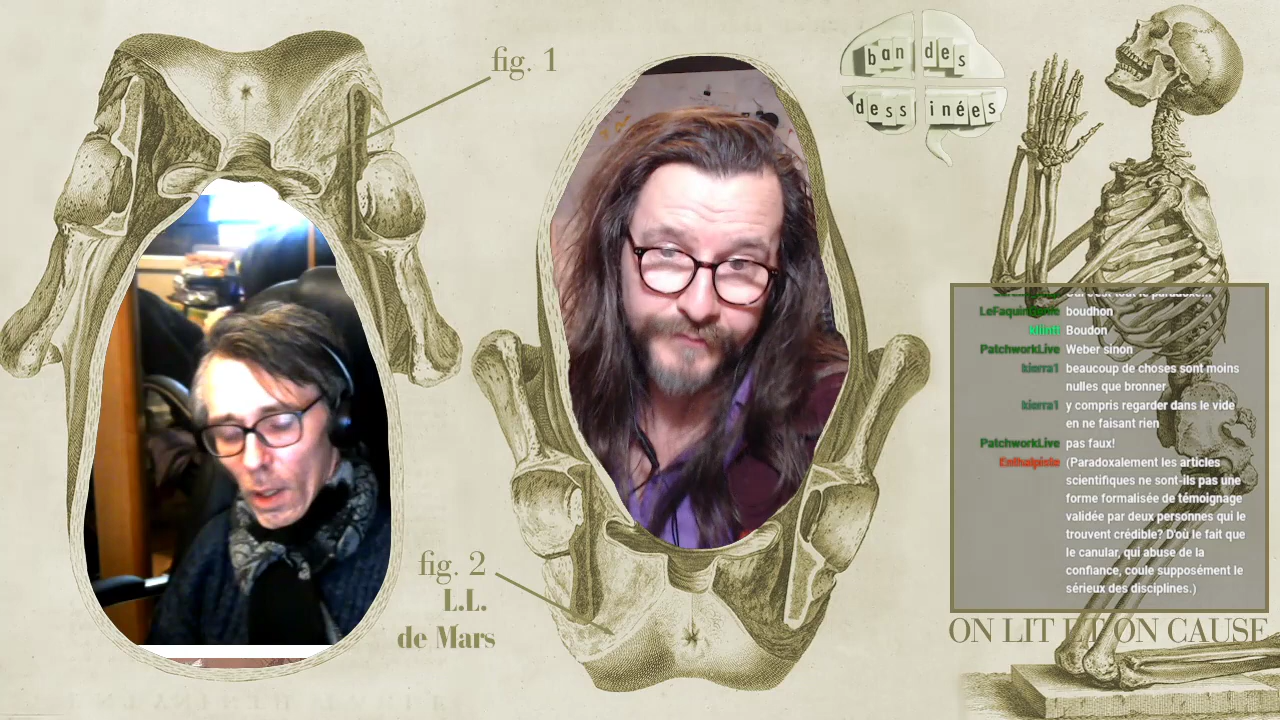 fig. 1
ban des
dess inées
LeFaquin
boudhon
Boudon
PatchworkLive Weber sinon
kierra1 beaucoup de choses sont moins
nulles que bronner
kierra1 y compris regarder dans le vide
en ne faisant rien
PatchworkLive pas faux!
Enthalpiste (Paradoxalement les articles
scientifiques ne sont-ils pas une
forme formalisée de témoignage
validée par deux personnes qui le
trouvent crédible? D'où le fait que
le canular, qui abuse de la
confiance, coule supposément le
sérieux des disciplines.)
fig. 2
L.L.
de Mars
ON LIT ET ON CAUSE